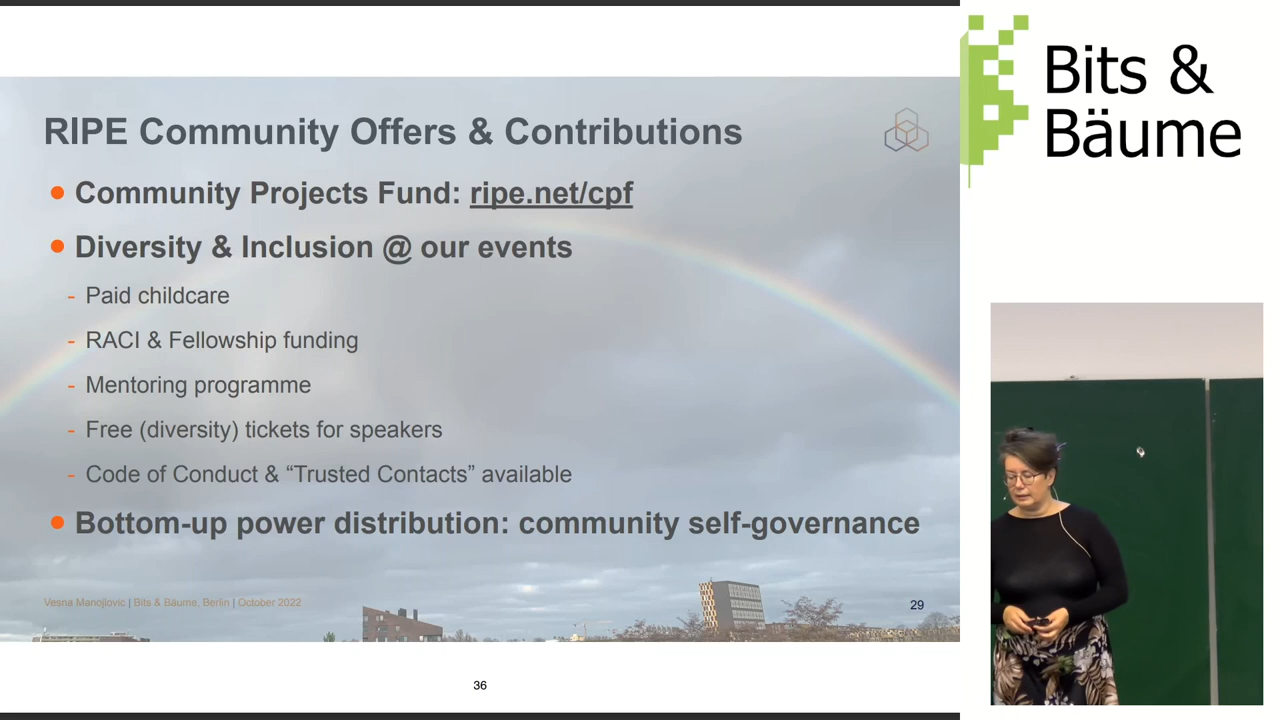 RIPE Community Offers & Contributions
Community Projects Fund: ripe.net/cpf
Diversity & Inclusion @ our events
- Paid childcare
- RACI & Fellowship funding
- Mentoring programme
- Free (diversity) tickets for speakers
- Code of Conduct & “Trusted Contacts” available
Bottom-up power distribution: community self-governance
Vesna Manojlovic | Bits & Bäume, Berlin | October 2022
29
36
Bits &
Bäume